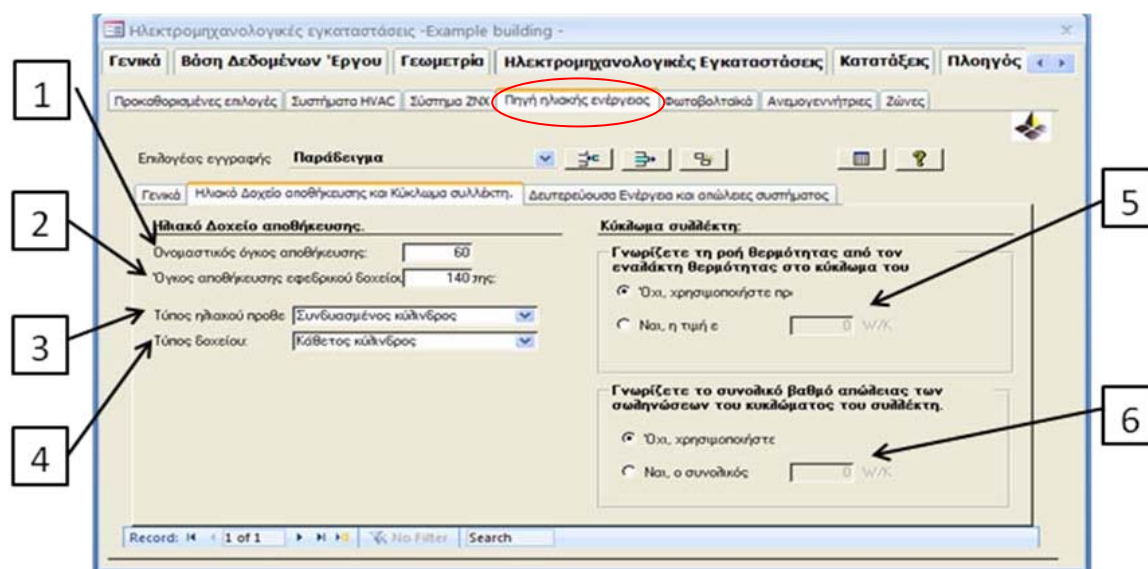 Ηλεκτρομηχανολογικές εγκαταστάσεις -Example building -
Γενικά Βάση Δεδομένων Έργου Γεωμετρία Ηλεκτρομηχανολογικές Εγκαταστάσεις Κατατάξεις Πλοηγός
Προκαθορισμένες επιλογές Συστήματα HVAC Σύστημα ΖΝΧ Πηγή ηλιακής ενέργειας Φωτοβολταϊκά Ανεμογεννήτριες Ζώνες
1
Επιλογέας εγγραφής Παράδειγμα
Γενικά Ηλιακό Δοχείο αποθήκευσης και Κύκλωμα συλλέκτη. Δευτερεύουσα Ενέργεια και απώλειες συστήματος
2
Ηλιακό Δοχείο αποθήκευσης.
Ονομαστικός όγκος αποθήκευσης: 60
Όγκος αποθήκευσης εφεδρικού δοχείου 140 της:
3
Τύπος ηλιακού προθε Συνδυασμένος κύλινδρος
Τύπος δοχείου: Κάθετος κύλινδρος
4
Κύκλωμα συλλέκτη:
Γνωρίζετε τη ροή θερμότητας από τον
εναλάκτη θερμότητας στο κύκλωμα του
Όχι, χρησιμοποιήστε πρ
Ναι, η τιμή ε 0 W/K
5
Γνωρίζετε το συνολικό βαθμό απώλειας των
σωληνώσεων του κυκλώματος του συλλέκτη.
Όχι, χρησιμοποιήστε
Ναι, ο συνολικός 0 W/K
6
Record: 1 of 1 No Filter Search